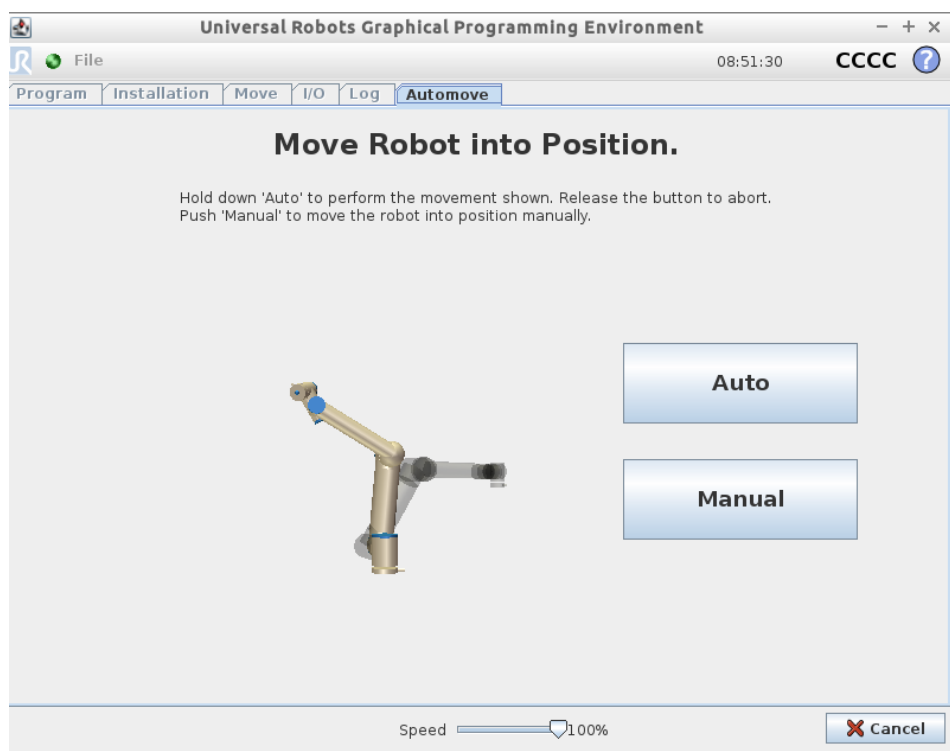 Universal Robots Graphical Programming Environment
File 08:51:30 CCCC ?
Program Installation Move I/O Log Automove
Move Robot into Position.
Hold down 'Auto' to perform the movement shown. Release the button to abort.
Push 'Manual' to move the robot into position manually.
Auto
Manual
Speed 100% Cancel